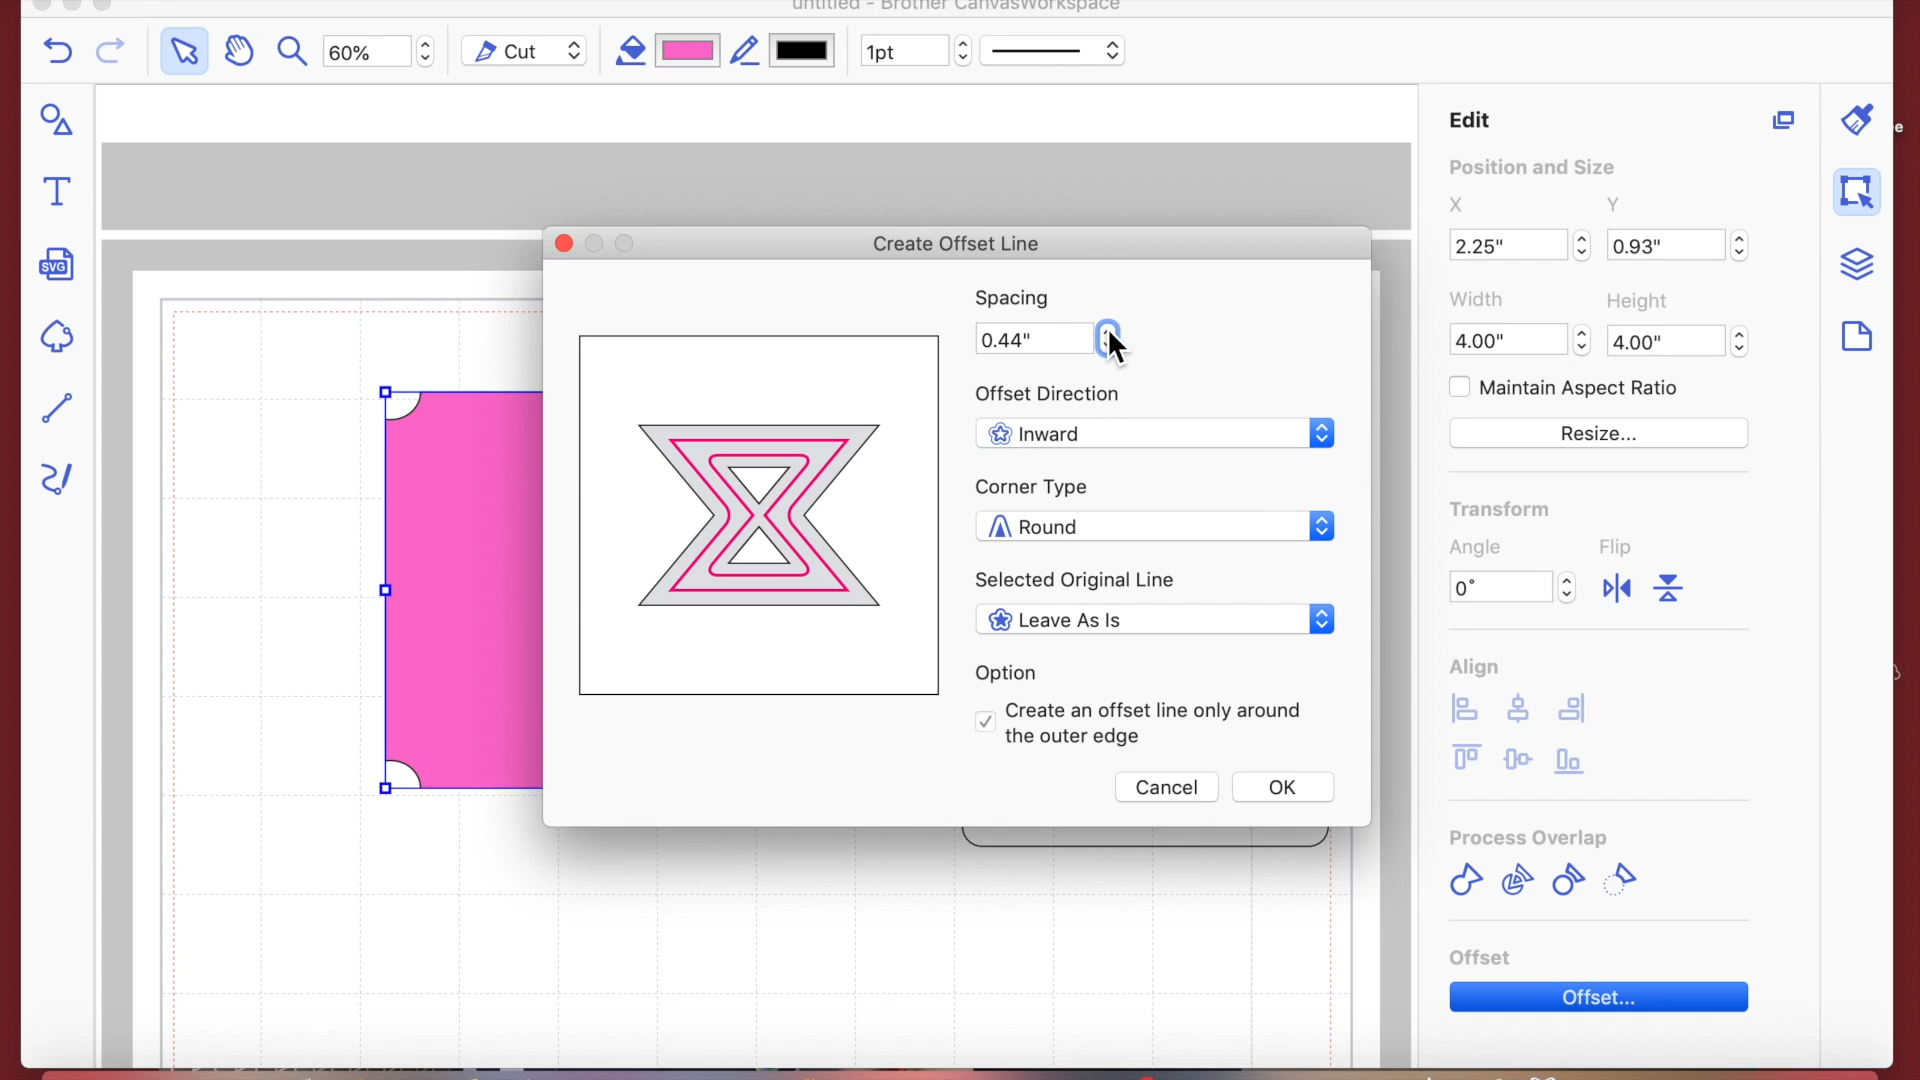 untitled - Brother CanvasWorkspace
60%
Cut
1pt
SVG
Create Offset Line
Spacing
0.44"
Offset Direction
Inward
Corner Type
Round
Selected Original Line
Leave As Is
Option
Create an offset line only around
the outer edge
Cancel
OK
Edit
Position and Size
X
Y
2.25"
0.93"
Width
Height
4.00"
4.00"
Maintain Aspect Ratio
Resize...
Transform
Angle
Flip
0°
Align
Process Overlap
Offset
Offset...